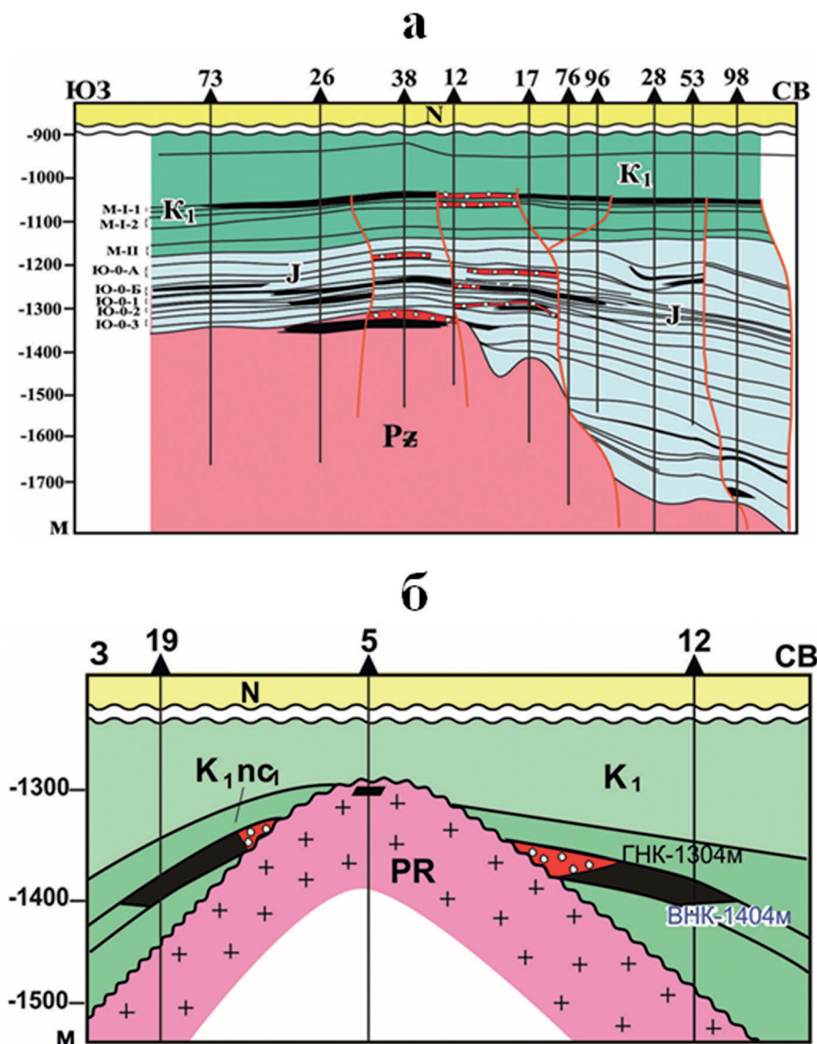 а
ЮЗ 73 26 38 12 17 76 96 28 53 98 СВ
N
-900
-1000
K₁
М-I-1
K₁
-1100
М-I-2
М-II
-1200
Ю-0-А
J
Ю-0-Б
-1300
Ю-0-1
J
Ю-0-2
Ю-0-3
-1400
-1500
Pz
-1600
-1700
м
б
З 19 5 12 СВ
N
K₁nc₁ K₁
-1300
ГНК-1304м
PR
-1400
ВНК-1404м
-1500
м